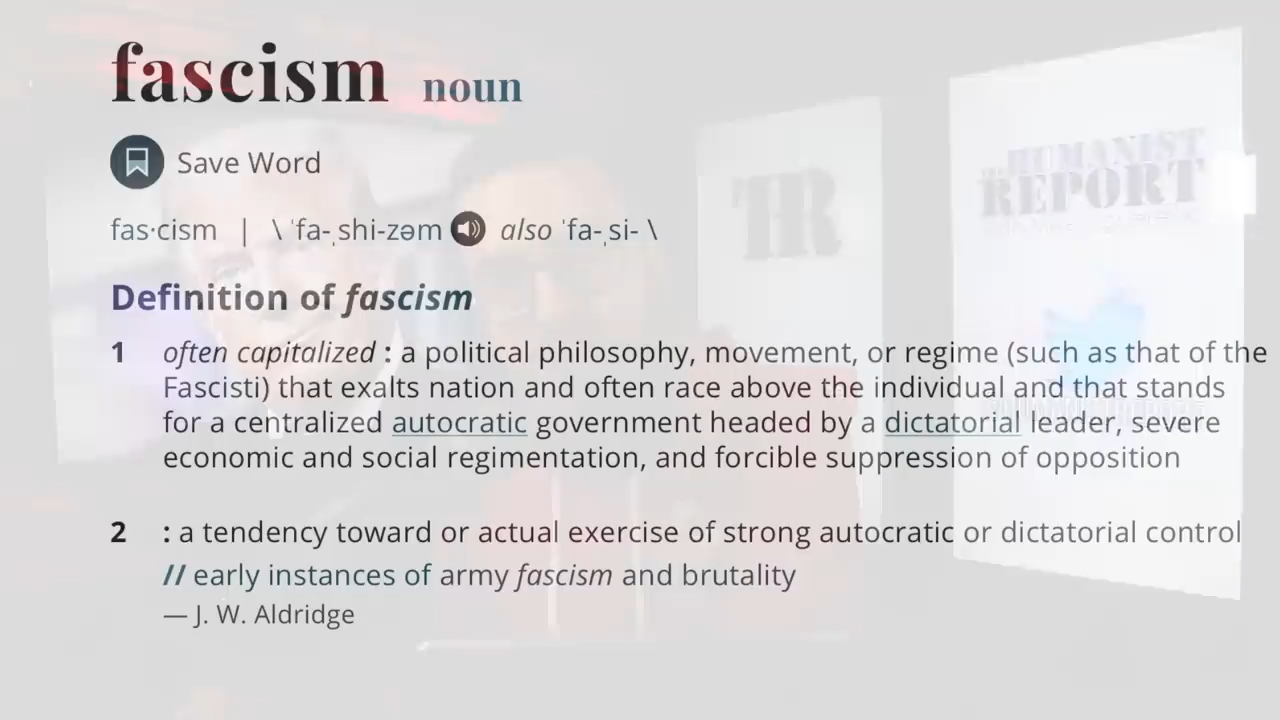 fascism noun
Save Word
fas·cism | \ ˈfa-ˌshi-zəm also ˈfa-ˌsi- \
Definition of fascism
1 often capitalized : a political philosophy, movement, or regime (such as that of the
Fascisti) that exalts nation and often race above the individual and that stands
for a centralized autocratic government headed by a dictatorial leader, severe
economic and social regimentation, and forcible suppression of opposition
2 : a tendency toward or actual exercise of strong autocratic or dictatorial control
// early instances of army fascism and brutality
— J. W. Aldridge
THR
THE HUMANIST
REPORT